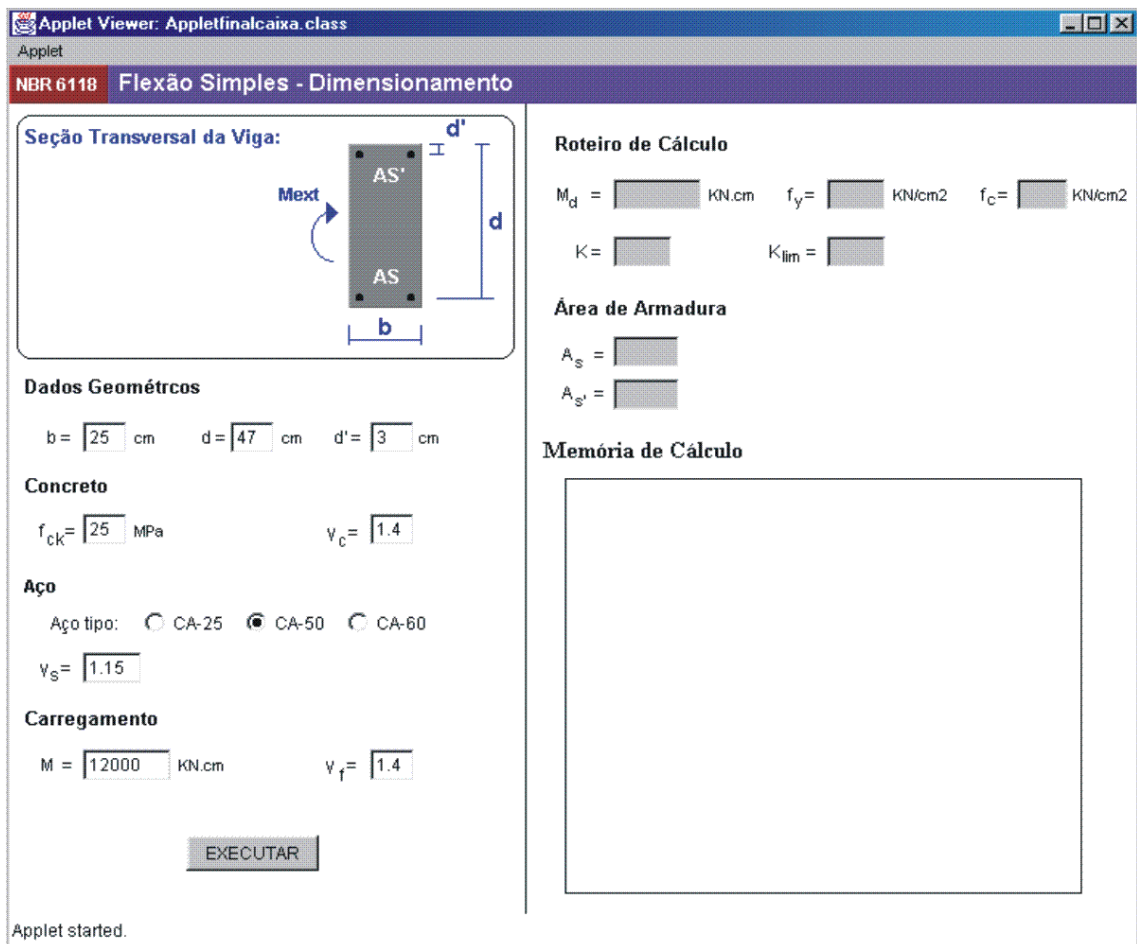 Applet Viewer: Appletfinalcaixa.class
Applet
NBR 6118 Flexão Simples - Dimensionamento
Seção Transversal da Viga:
d'
AS'
Mext
d
AS
b
Dados Geométrcos
b = 25 cm d = 47 cm d' = 3 cm
Concreto
fck= 25 MPa γc= 1.4
Aço
Aço tipo: CA-25 CA-50 CA-60
γs= 1.15
Carregamento
M = 12000 KN.cm γf= 1.4
EXECUTAR
Roteiro de Cálculo
Md = KN.cm fy= KN/cm2 fc= KN/cm2
K= Klim =
Área de Armadura
As =
As' =
Memória de Cálculo
Applet started.